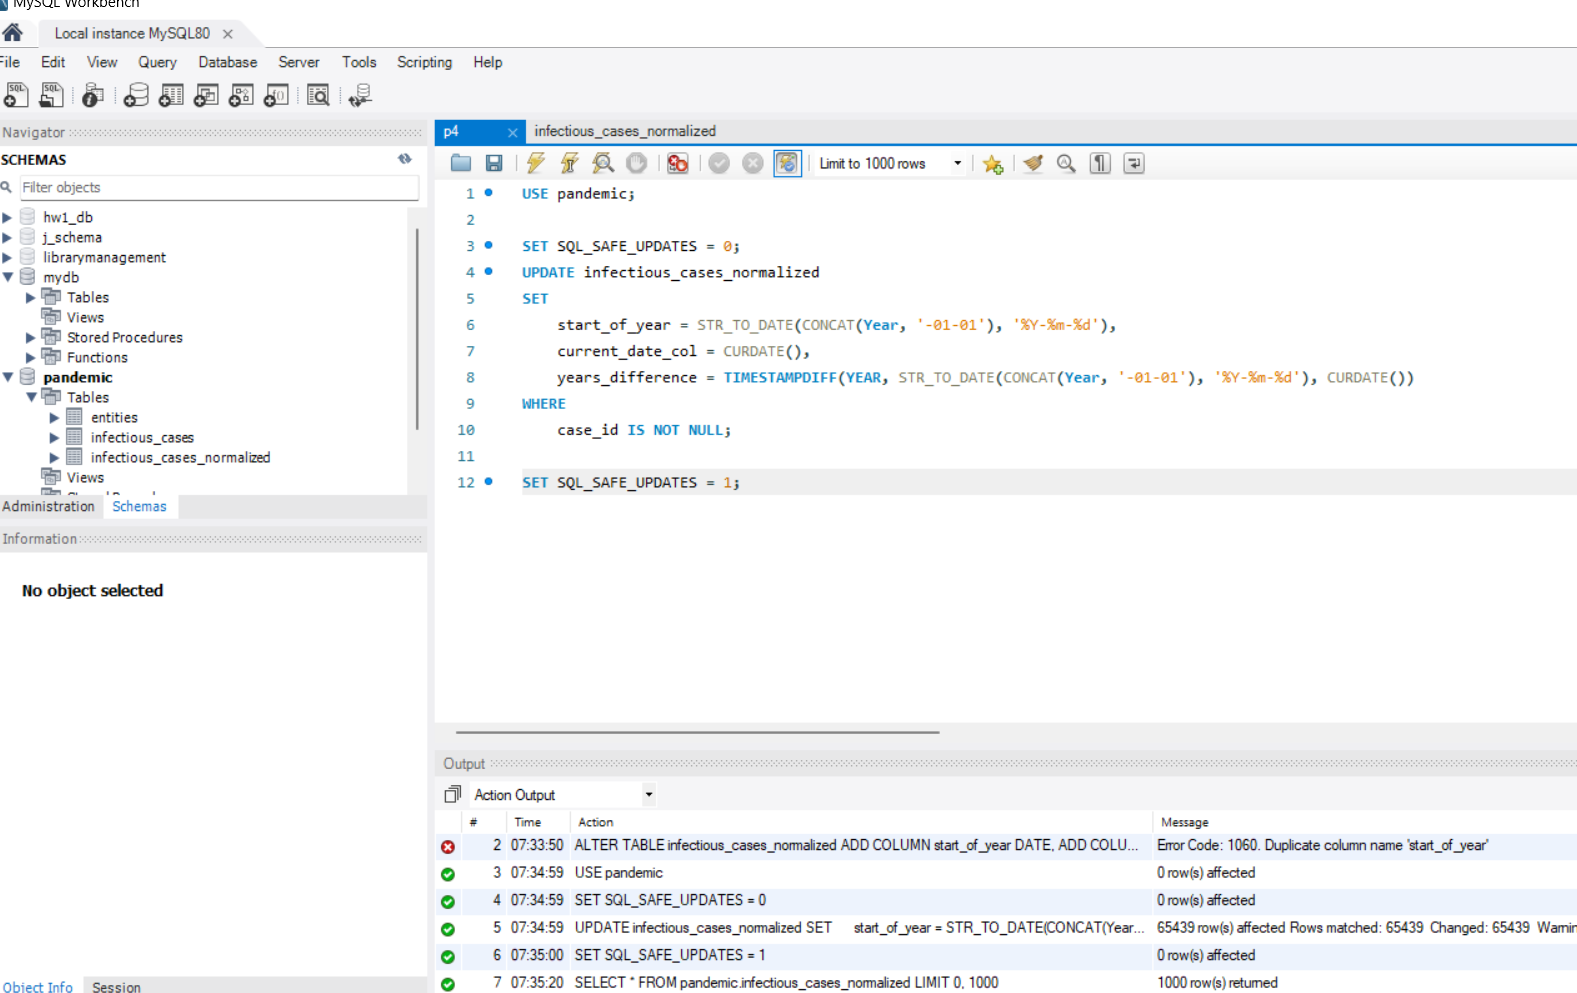 MySQL Workbench
Local instance MySQL80
File Edit View Query Database Server Tools Scripting Help
Navigator
SCHEMAS
Filter objects
hw1_db
j_schema
librarymanagement
mydb
Tables
Views
Stored Procedures
Functions
pandemic
Tables
entities
infectious_cases
infectious_cases_normalized
Views
Administration Schemas
Information
No object selected
Object Info Session
p4 infectious_cases_normalized
Limit to 1000 rows
1 USE pandemic;
2
3 SET SQL_SAFE_UPDATES = 0;
4 UPDATE infectious_cases_normalized
5 SET
6 start_of_year = STR_TO_DATE(CONCAT(Year, '-01-01'), '%Y-%m-%d'),
7 current_date_col = CURDATE(),
8 years_difference = TIMESTAMPDIFF(YEAR, STR_TO_DATE(CONCAT(Year, '-01-01'), '%Y-%m-%d'), CURDATE())
9 WHERE
10 case_id IS NOT NULL;
11
12 SET SQL_SAFE_UPDATES = 1;
Output
Action Output
# Time Action Message
2 07:33:50 ALTER TABLE infectious_cases_normalized ADD COLUMN start_of_year DATE, ADD COLU... Error Code: 1060. Duplicate column name 'start_of_year'
3 07:34:59 USE pandemic 0 row(s) affected
4 07:34:59 SET SQL_SAFE_UPDATES = 0 0 row(s) affected
5 07:34:59 UPDATE infectious_cases_normalized SET start_of_year = STR_TO_DATE(CONCAT(Year... 65439 row(s) affected Rows matched: 65439 Changed: 65439 Warnin
6 07:35:00 SET SQL_SAFE_UPDATES = 1 0 row(s) affected
7 07:35:20 SELECT * FROM pandemic.infectious_cases_normalized LIMIT 0, 1000 1000 row(s) returned